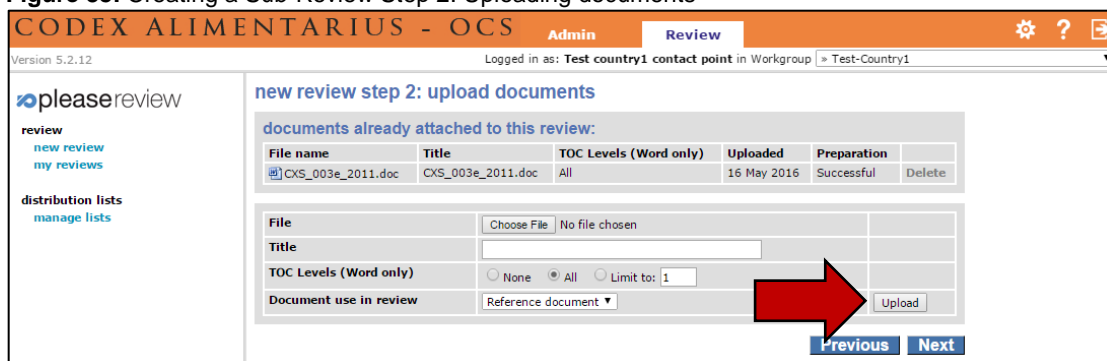 Figure 35. Creating a Sub-Review Step 2: Uploading documents
CODEX ALIMENTARIUS - OCS Admin Review ?
Version 5.2.12 Logged in as: Test country1 contact point in Workgroup » Test-Country1
pleasereview
review
new review
my reviews
distribution lists
manage lists
new review step 2: upload documents
documents already attached to this review:
File name Title TOC Levels (Word only) Uploaded Preparation
CXS_003e_2011.doc CXS_003e_2011.doc All 16 May 2016 Successful Delete
File Choose File No file chosen
Title
TOC Levels (Word only) None All Limit to: 1
Document use in review Reference document Upload
Previous Next